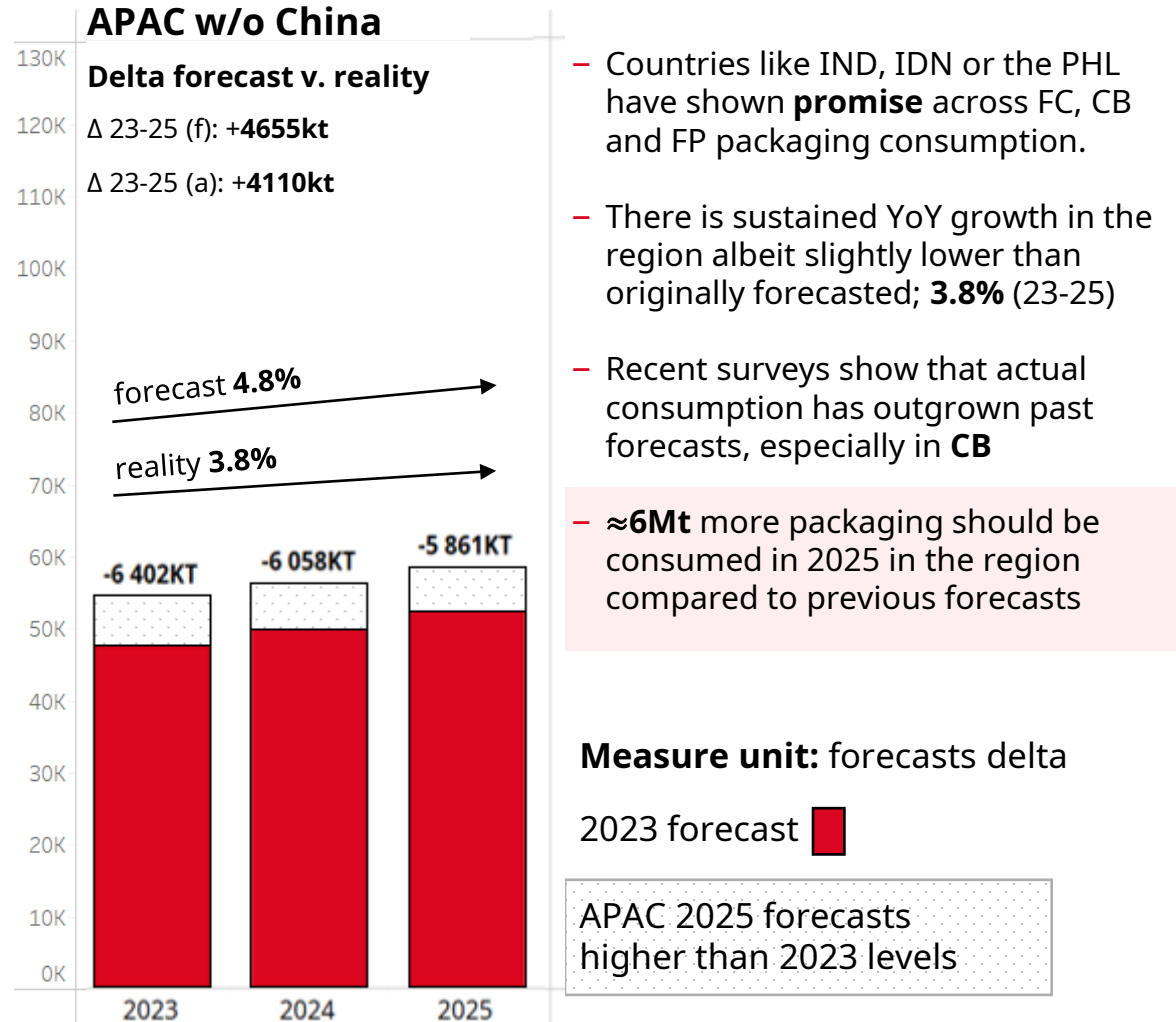 APAC w/o China
Delta forecast v. reality
Δ 23-25 (f): +4655kt
Δ 23-25 (a): +4110kt
130K
120K
110K
100K
90K
80K
70K
60K
50K
40K
30K
20K
10K
0K
forecast 4.8%
reality 3.8%
-6 402KT
-6 058KT
-5 861KT
2023
2024
2025
– Countries like IND, IDN or the PHL
have shown promise across FC, CB
and FP packaging consumption.
– There is sustained YoY growth in the
region albeit slightly lower than
originally forecasted; 3.8% (23-25)
– Recent surveys show that actual
consumption has outgrown past
forecasts, especially in CB
– ≈6Mt more packaging should be
consumed in 2025 in the region
compared to previous forecasts
Measure unit: forecasts delta
2023 forecast
APAC 2025 forecasts
higher than 2023 levels